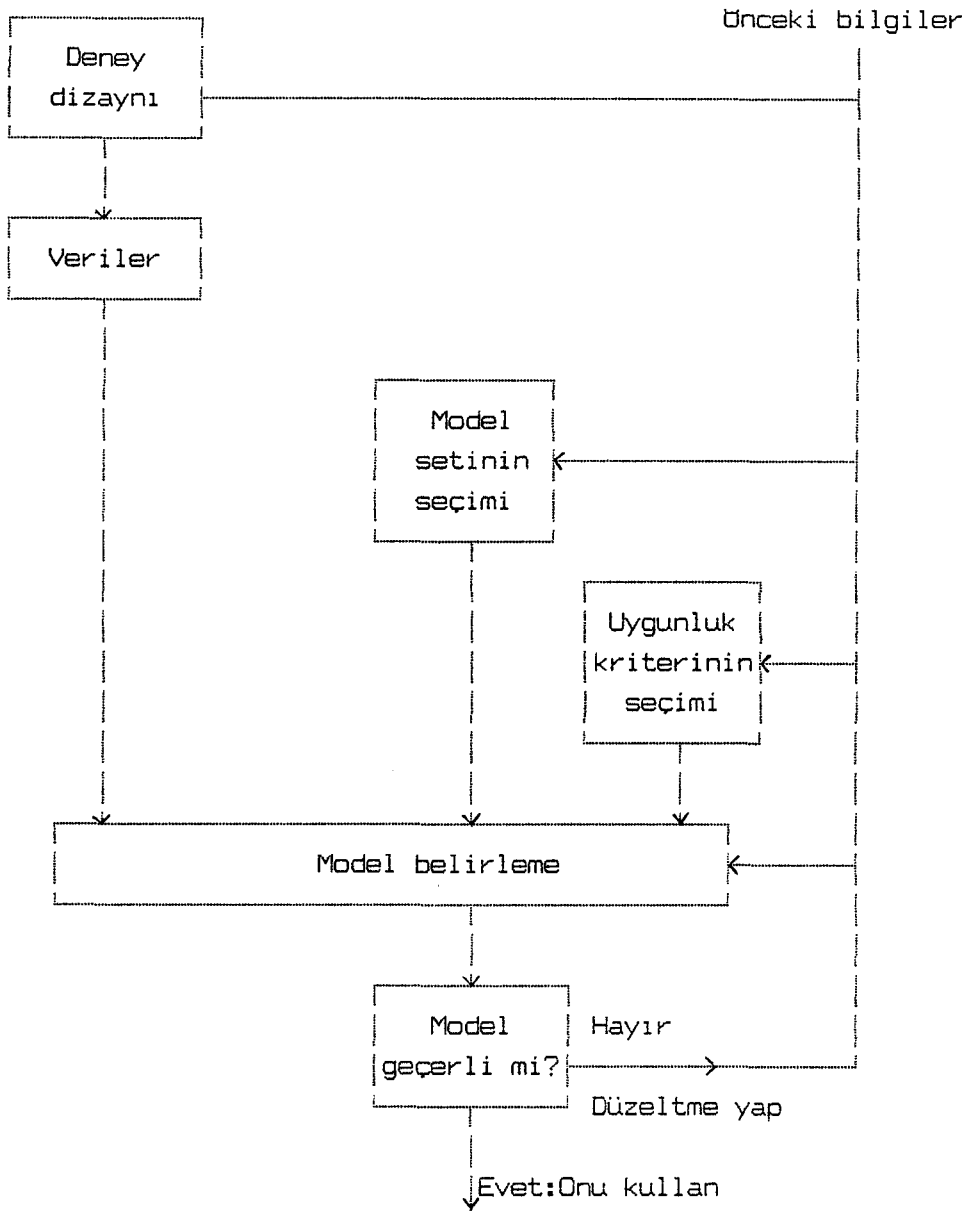 Önceki bilgiler
Deney
dizaynı
Veriler
Model
setinin
seçimi
Uygunluk
kriterinin
seçimi
Model belirleme
Model
geçerli mi?
Hayır
Düzeltme yap
Evet:Onu kullan